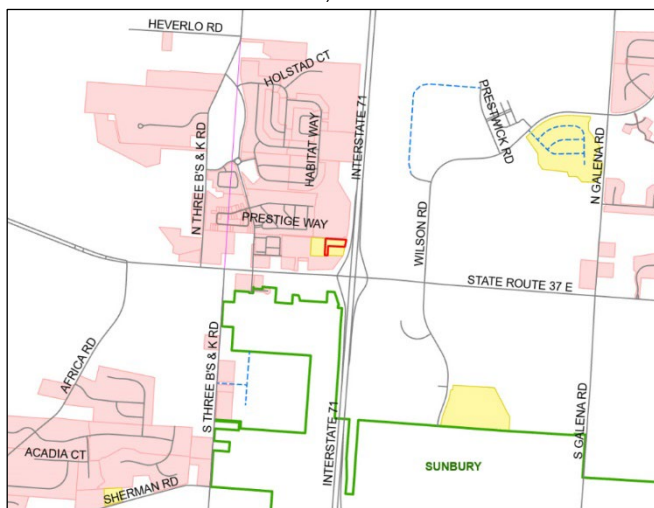 HEVERLO RD
HOLSTAD CT
PRESTWICK RD
N THREE B'S & K RD
HABITAT WAY
INTERSTATE 71
N GALENA RD
PRESTIGE WAY
WILSON RD
STATE ROUTE 37 E
AFRICA RD
S THREE B'S & K RD
INTERSTATE 71
S GALENA RD
ACADIA CT
SUNBURY
SHERMAN RD